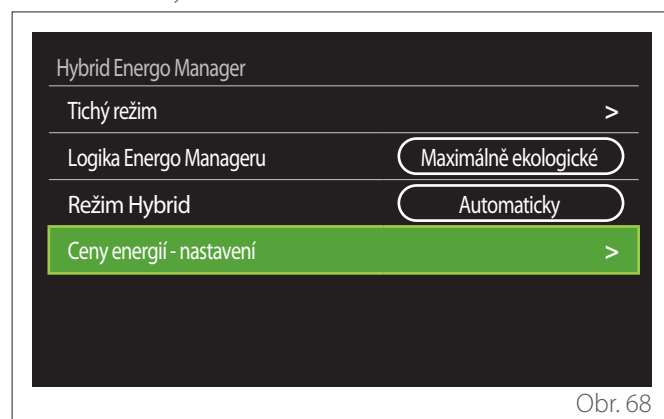 Hybrid Energo Manager
Tichý režim >
Logika Energo Manageru Maximálně ekologické
Režim Hybrid Automaticky
Ceny energií - nastavení >
Obr. 68